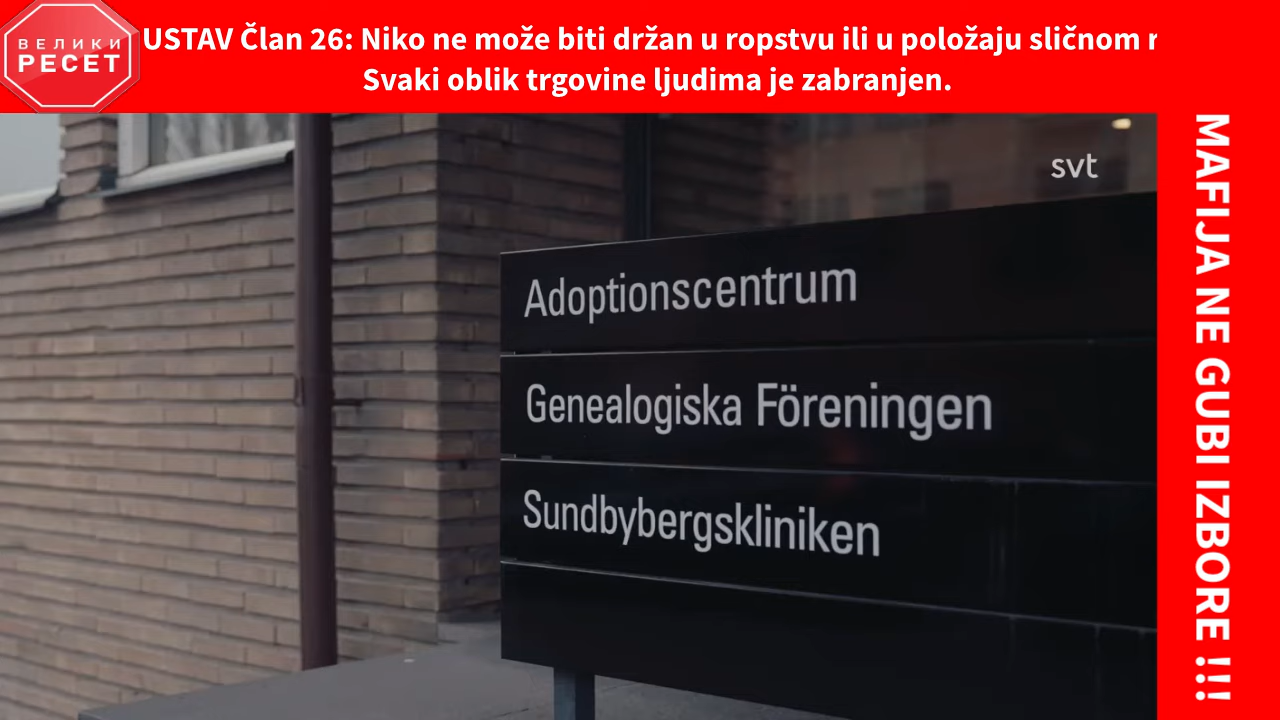 ВЕЛИКИ
РЕСЕТ
USTAV Član 26: Niko ne može biti držan u ropstvu ili u položaju sličnom
Svaki oblik trgovine ljudima je zabranjen.
svt
Adoptionscentrum
Genealogiska Föreningen
Sundbybergskliniken
MAFIJA NE GUBI IZBORE !!!